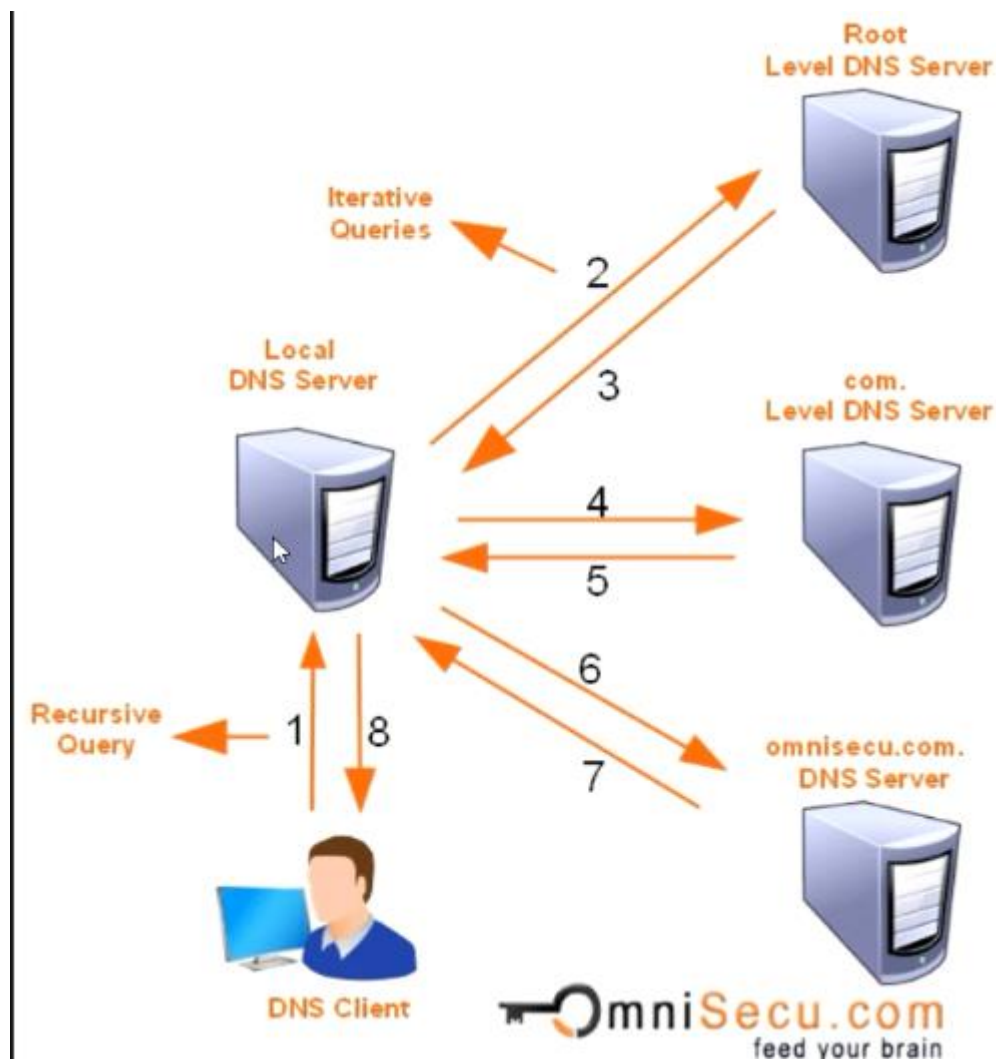 Root
Level DNS Server
Iterative
Queries
2
Local
DNS Server
3
com.
Level DNS Server
4
5
6
Recursive
Query
1
8
7
omnisecu.com.
DNS Server
DNS Client
OmniSecu.com
feed your brain